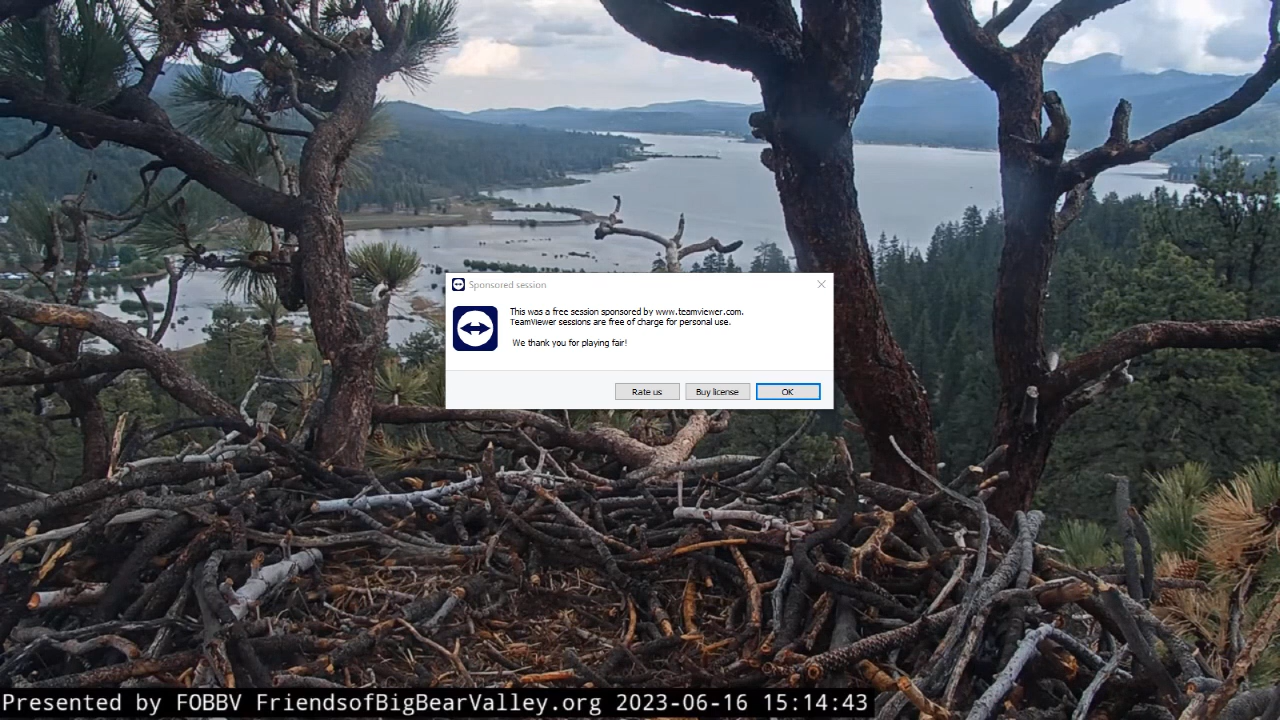 Sponsored session
This was a free session sponsored by www.teamviewer.com.
TeamViewer sessions are free of charge for personal use.
We thank you for playing fair!
Rate us Buy license OK
Presented by FOBBV FriendsofBigBearValley.org 2023-06-16 15:14:43